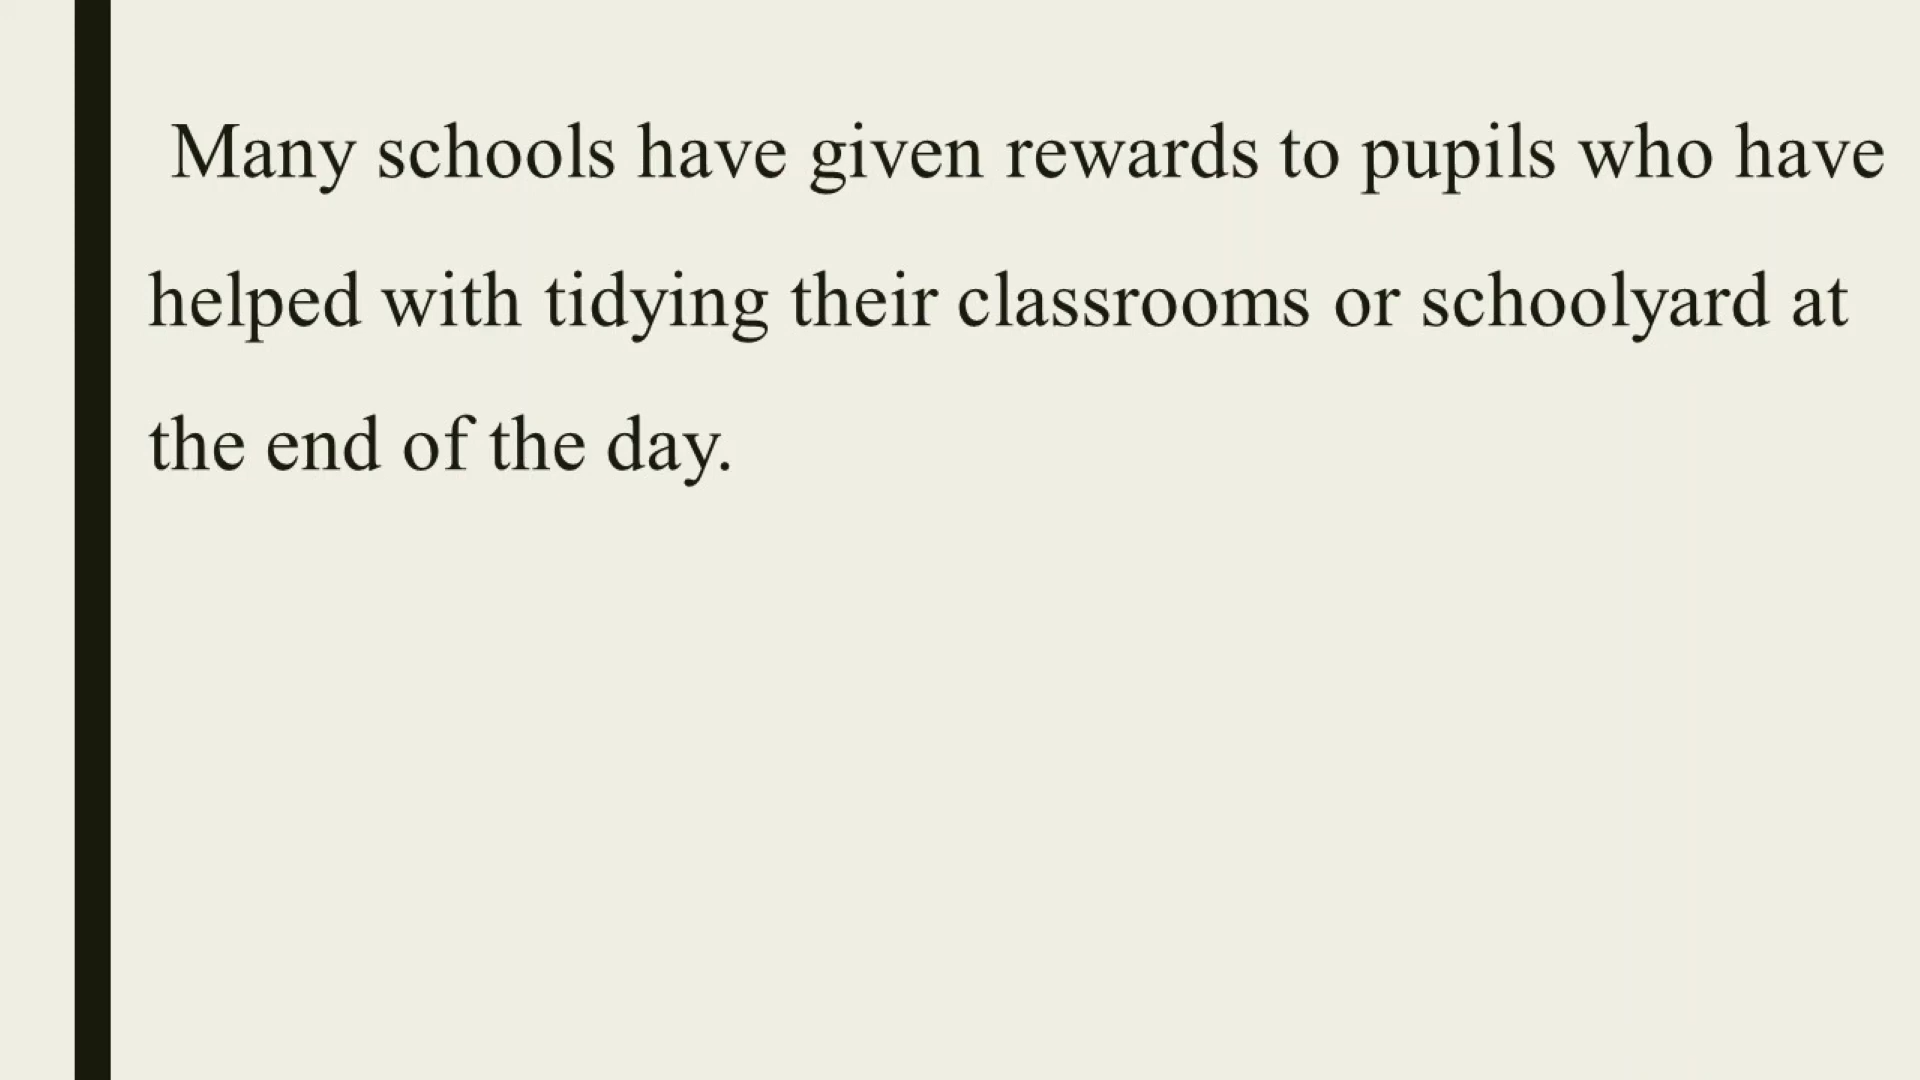 Many schools have given rewards to pupils who have
helped with tidying their classrooms or schoolyard at
the end of the day.